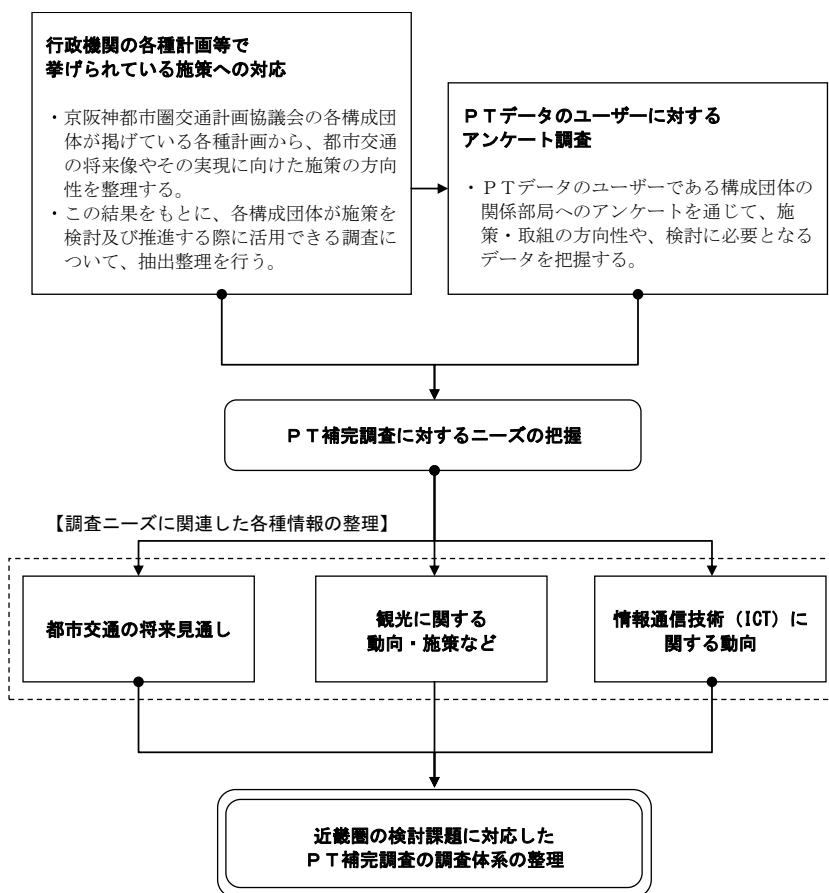 行政機関の各種計画等で
挙げられている施策への対応
・京阪神都市圏交通計画協議会の各構成団
体が掲げている各種計画から、都市交通
の将来像やその実現に向けた施策の方向
性を整理する。
・この結果をもとに、各構成団体が施策を
検討及び推進する際に活用できる調査に
ついて、抽出整理を行う。
ＰＴデータのユーザーに対する
アンケート調査
・ＰＴデータのユーザーである構成団体の
関係部局へのアンケートを通じて、施
策・取組の方向性や、検討に必要となる
データを把握する。
ＰＴ補完調査に対するニーズの把握
【調査ニーズに関連した各種情報の整理】
都市交通の将来見通し
観光に関する
動向・施策など
情報通信技術（ICT）に
関する動向
近畿圏の検討課題に対応した
ＰＴ補完調査の調査体系の整理